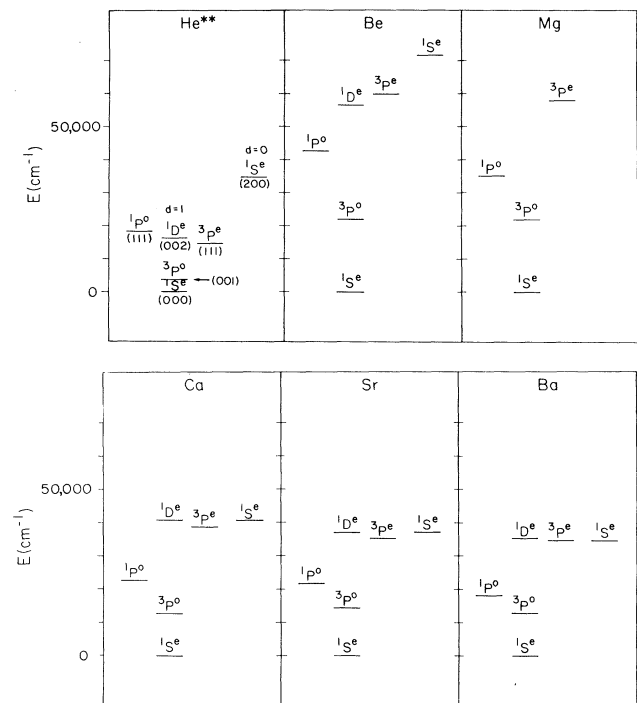 He** Be Mg
¹Sᵉ
¹Dᵉ ³Pᵉ ³Pᵉ
50,000
E(cm⁻¹)
d=0
¹Pᵒ ¹Pᵒ
¹Sᵉ
(200)
d=1
¹Pᵒ ¹Dᵉ ³Pᵉ ³Pᵒ ³Pᵒ
(111) (002) (111)
³Pᵒ
(001)
0 ¹Sᵉ ¹Sᵉ ¹Sᵉ
(000)
Ca Sr Ba
50,000
E(cm⁻¹)
¹Dᵉ ³Pᵉ ¹Sᵉ ¹Dᵉ ³Pᵉ ¹Sᵉ ¹Dᵉ ³Pᵉ ¹Sᵉ
¹Pᵒ ¹Pᵒ ¹Pᵒ
³Pᵒ ³Pᵒ ³Pᵒ
0 ¹Sᵉ ¹Sᵉ ¹Sᵉ